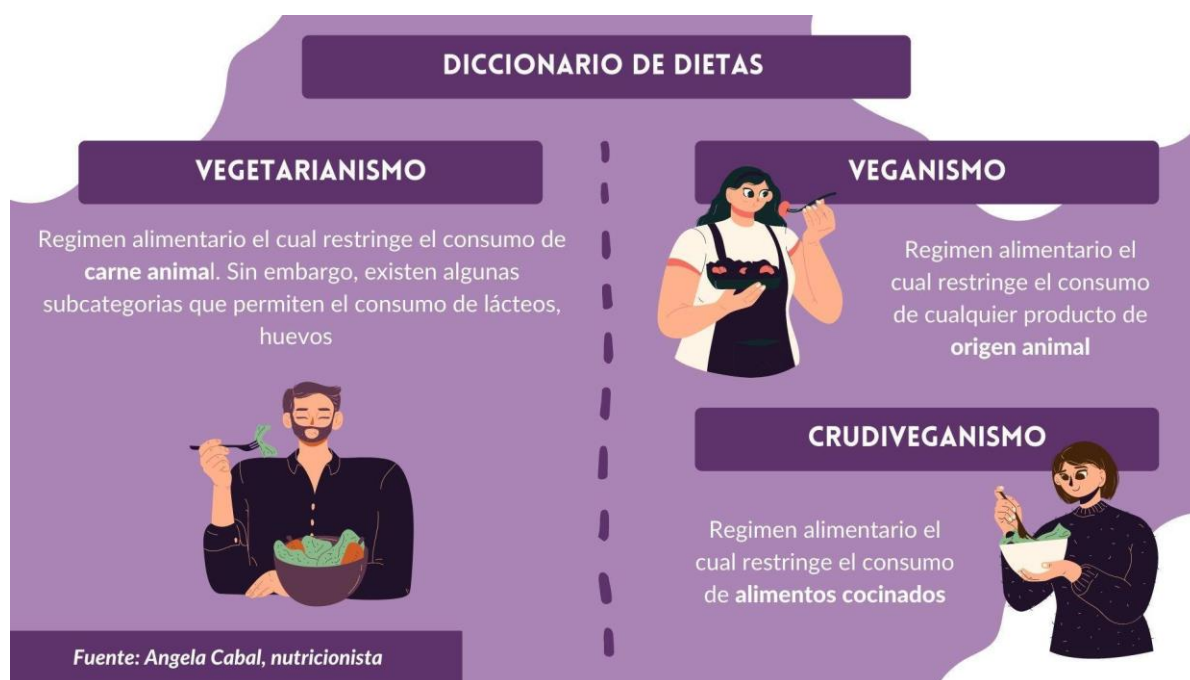 DICCIONARIO DE DIETAS
VEGETARIANISMO
Regimen alimentario el cual restringe el consumo de
carne animal. Sin embargo, existen algunas
subcategorias que permiten el consumo de lácteos,
huevos
VEGANISMO
Regimen alimentario el
cual restringe el consumo
de cualquier producto de
origen animal
CRUDIVEGANISMO
Regimen alimentario el
cual restringe el consumo
de alimentos cocinados
Fuente: Angela Cabal, nutricionista